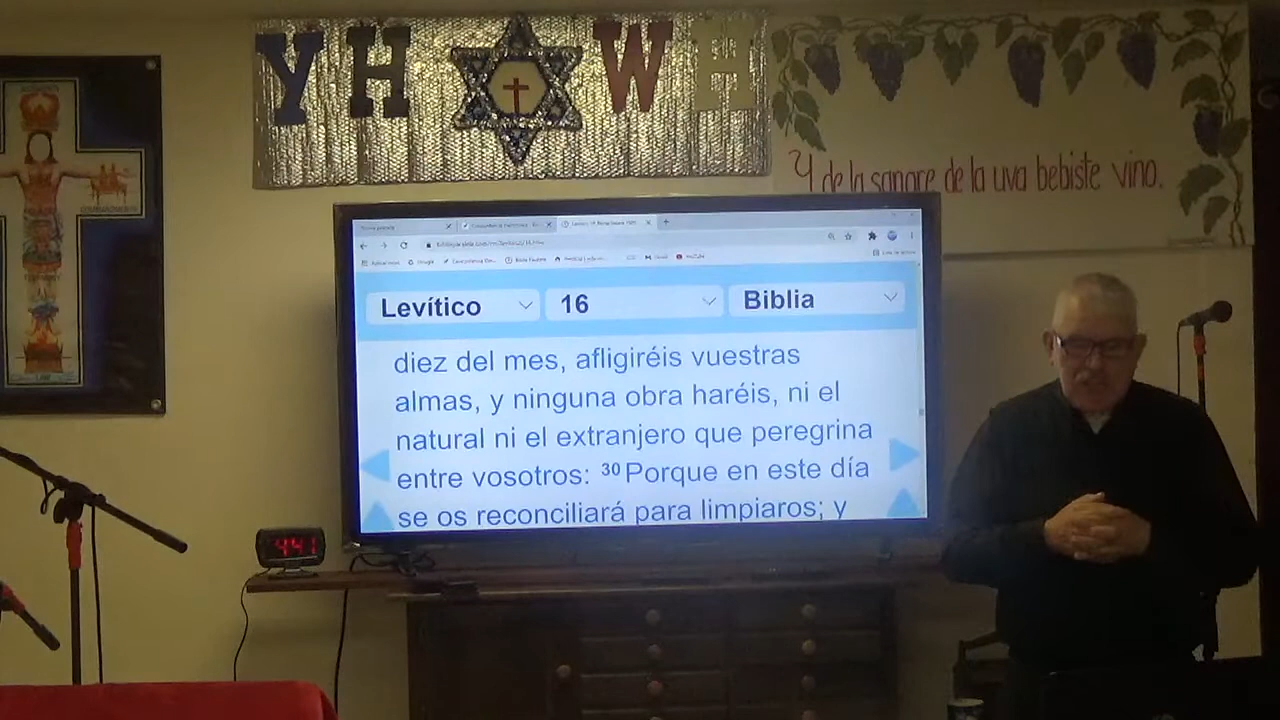 Y H W H
Y de la sangre de la uva bebiste vino.
Levítico 16 Biblia
diez del mes, afligiréis vuestras
almas, y ninguna obra haréis, ni el
natural ni el extranjero que peregrina
entre vosotros: 30 Porque en este día
se os reconciliará para limpiaros; y
4:41